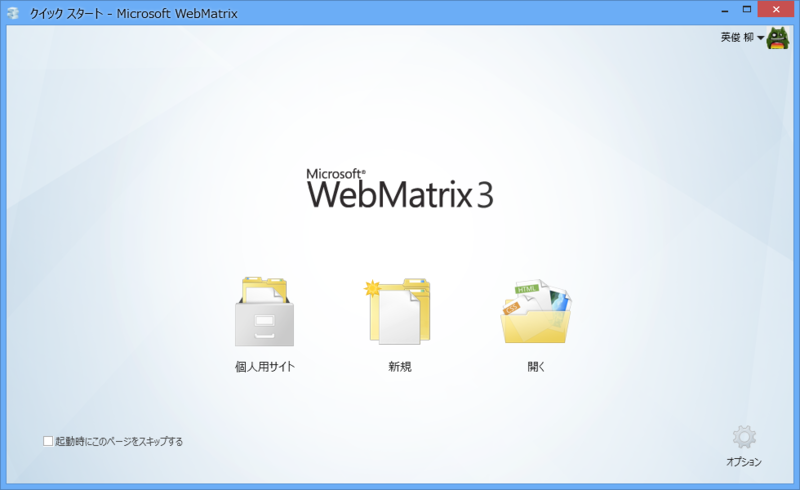 クイック スタート - Microsoft WebMatrix
英俊 柳
Microsoft®
WebMatrix 3
HTML
CSS
個人用サイト
新規
開く
起動時にこのページをスキップする
オプション